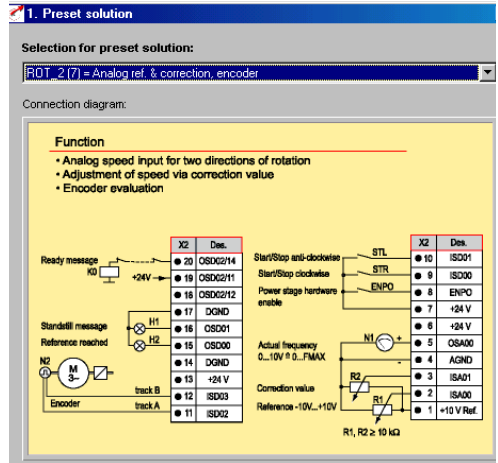 1. Preset solution
Selection for preset solution:
ROT_2 (7) = Analog ref. & correction, encoder
Connection diagram:
Function
• Analog speed input for two directions of rotation
• Adjustment of speed via correction value
• Encoder evaluation
X2 Des.
Ready message 20 OSD02/14
K0 +24V 19 OSD02/11
18 OSD02/12
17 DGND
Standstill message H1 16 OSD01
Reference reached H2 15 OSD00
N2 14 DGND
M 3~ 13 +24 V
track B 12 ISD03
Encoder track A 11 ISD02
X2 Des.
Start/Stop anti-clockwise STL 10 ISD01
Start/Stop clockwise STR 9 ISD00
Power stage hardware enable ENPO 8 ENPO
7 +24 V
6 +24 V
Actual frequency N1 + 5 OSA00
0...10V ≙ 0...FMAX - 4 AGND
R2 3 ISA01
Correction value R1 2 ISA00
Reference -10V...+10V 1 +10 V Ref.
R1, R2 ≥ 10 kΩ